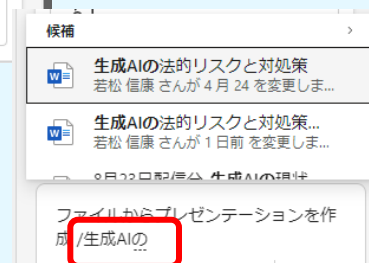 候補
生成AIの法的リスクと対処策
若松 信康 さんが 4 月 24 を変更しま...
生成AIの法的リスクと対処策...
若松 信康 さんが 1 日前 を変更しま...
8月23日配信分 生成AIの現状
ファイルからプレゼンテーションを作
成 /生成AIの